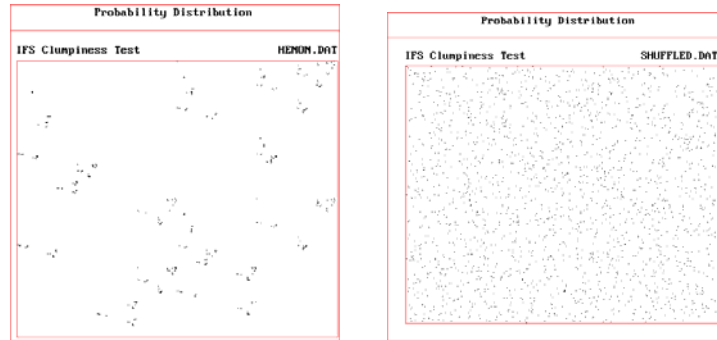 Probability Distribution
IFS Clumpiness Test HENON.DAT
Probability Distribution
IFS Clumpiness Test SHUFFLED.DAT